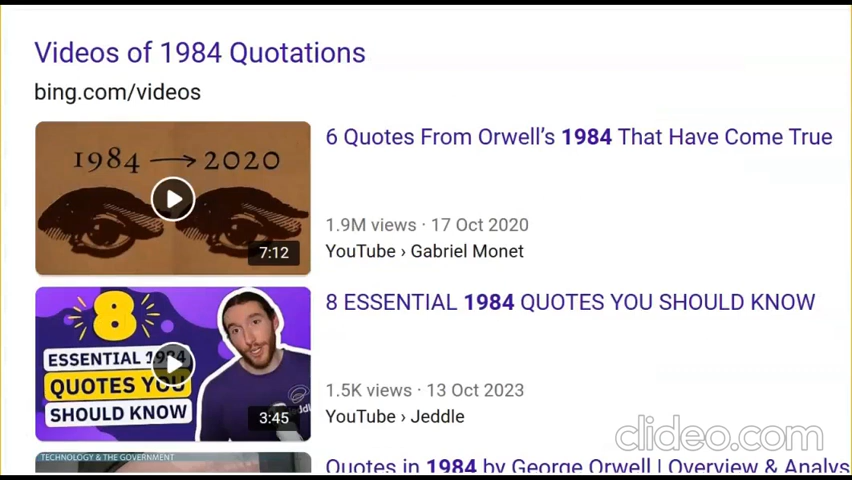 Videos of 1984 Quotations
bing.com/videos
1984 → 2020
7:12
6 Quotes From Orwell’s 1984 That Have Come True
1.9M views · 17 Oct 2020
YouTube › Gabriel Monet
8
ESSENTIAL 1984
QUOTES YOU
SHOULD KNOW
3:45
8 ESSENTIAL 1984 QUOTES YOU SHOULD KNOW
1.5K views · 13 Oct 2023
YouTube › Jeddle
clideo.com
TECHNOLOGY & THE GOVERNMENT
Quotes in 1984 by George Orwell | Overview & Analys